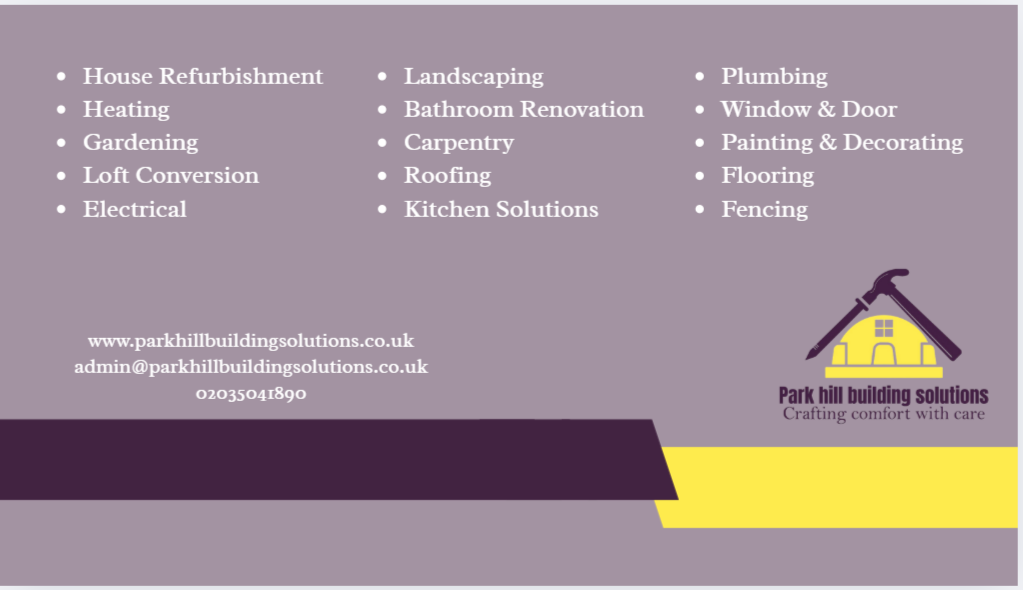 • House Refurbishment
• Heating
• Gardening
• Loft Conversion
• Electrical
• Landscaping
• Bathroom Renovation
• Carpentry
• Roofing
• Kitchen Solutions
• Plumbing
• Window & Door
• Painting & Decorating
• Flooring
• Fencing
www.parkhillbuildingsolutions.co.uk
admin@parkhillbuildingsolutions.co.uk
02035041890
Park hill building solutions
Crafting comfort with care